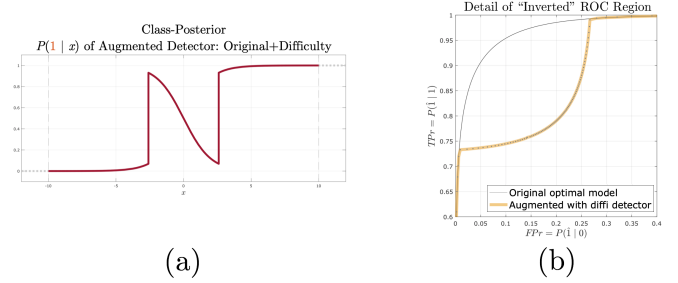 Class-Posterior
P(1 | x) of Augmented Detector: Original+Difficulty
1
0.8
0.6
0.4
0.2
0
-10 -5 0 5 10
x
(a)
Detail of “Inverted” ROC Region
1
0.95
0.9
0.85
0.8
0.75
0.7
0.65
0.6
TPr = P(1̂ | 1)
Original optimal model
Augmented with diffi detector
0 0.05 0.1 0.15 0.2 0.25 0.3 0.35 0.4
FPr = P(1̂ | 0)
(b)